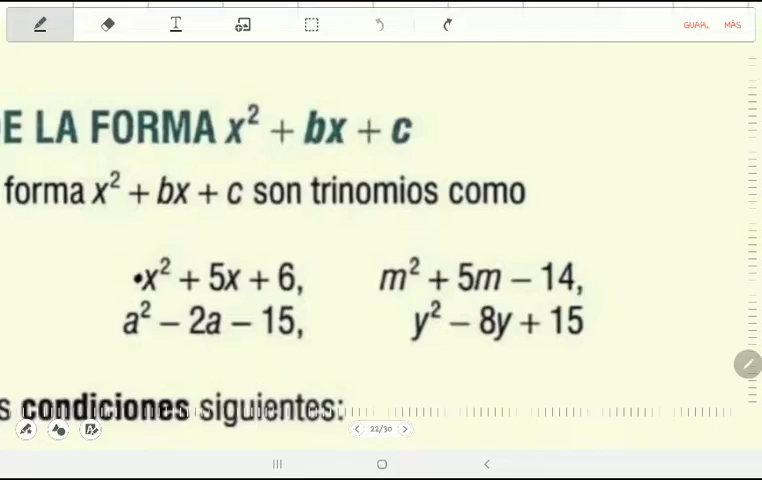 GUAR. MÁS
E LA FORMA x² + bx + c
forma x² + bx + c son trinomios como
•x² + 5x + 6, m² + 5m – 14,
a² – 2a – 15, y² – 8y + 15
s condiciones siguientes:
22/30